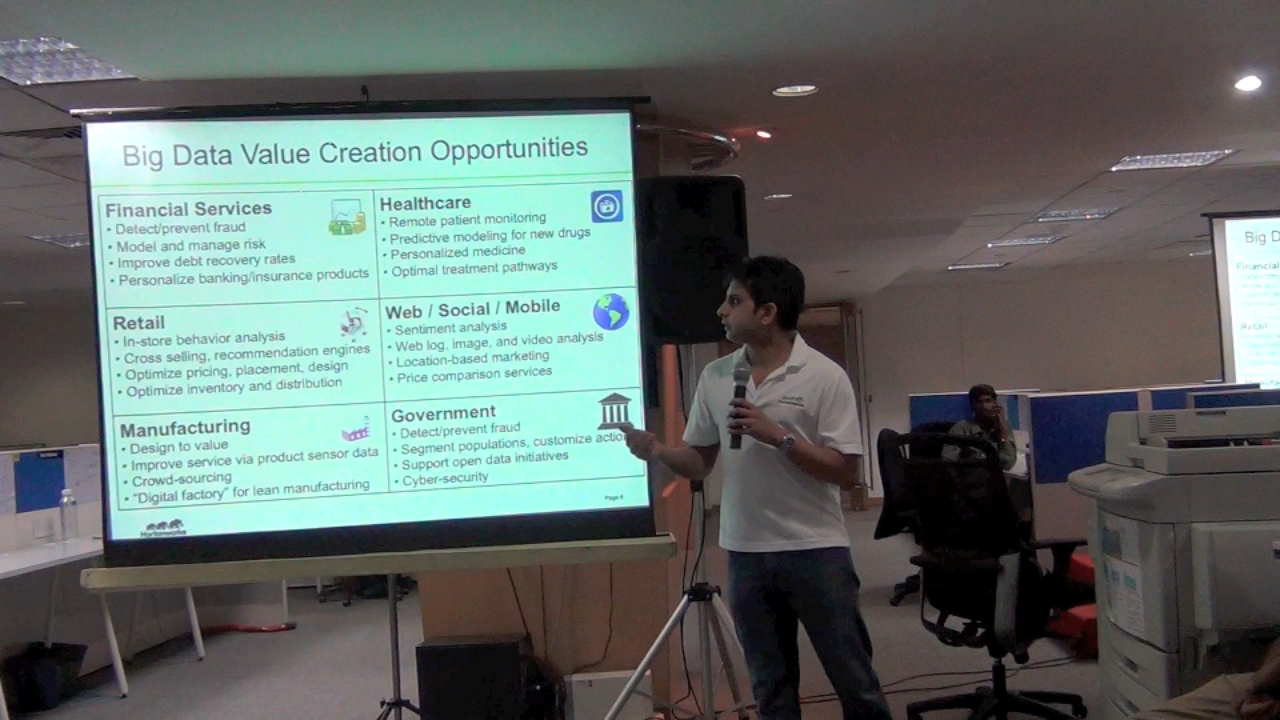 Big Data Value Creation Opportunities
Financial Services
• Detect/prevent fraud
• Model and manage risk
• Improve debt recovery rates
• Personalize banking/insurance products
Healthcare
• Remote patient monitoring
• Predictive modeling for new drugs
• Personalized medicine
• Optimal treatment pathways
Retail
• In-store behavior analysis
• Cross selling, recommendation engines
• Optimize pricing, placement, design
• Optimize inventory and distribution
Web / Social / Mobile
• Sentiment analysis
• Web log, image, and video analysis
• Location-based marketing
• Price comparison services
Manufacturing
• Design to value
• Improve service via product sensor data
• Crowd-sourcing
• "Digital factory" for lean manufacturing
Government
• Detect/prevent fraud
• Segment populations, customize actio
• Support open data initiatives
• Cyber-security
Hortonworks
Big D
Financial
Retail